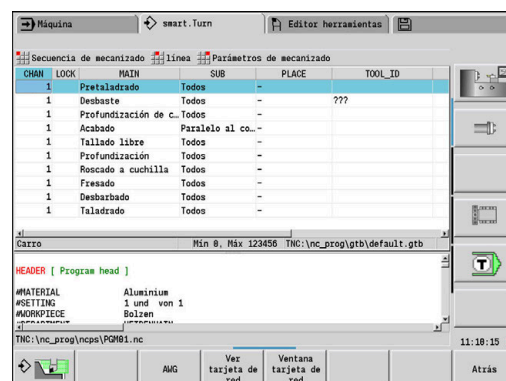 Máquina smart.Turn Editor herramientas
Secuencia de mecanizado línea Parámetros de mecanizado
CHAN LOCK MAIN SUB PLACE TOOL_ID
1 Pretaladrado Todos -
1 Desbaste Todos - ???
1 Profundización de c… Todos -
1 Acabado Paralelo al co… -
1 Tallado libre Todos -
1 Profundización Todos -
1 Roscado a cuchilla Todos -
1 Fresado Todos -
1 Desbarbado Todos -
1 Taladrado Todos -
Carro Mín 0, Máx 123456 TNC:\nc_prog\gtb\default.gtb
HEADER [ Program head ]
#MATERIAL Aluminium
#SETTING 1 und von 1
#WORKPIECE Bolzen
TNC:\nc_prog\ncps\PGM01.nc
T
11:10:15
AWG
Ver tarjeta de red
Ventana tarjeta de red
Atrás